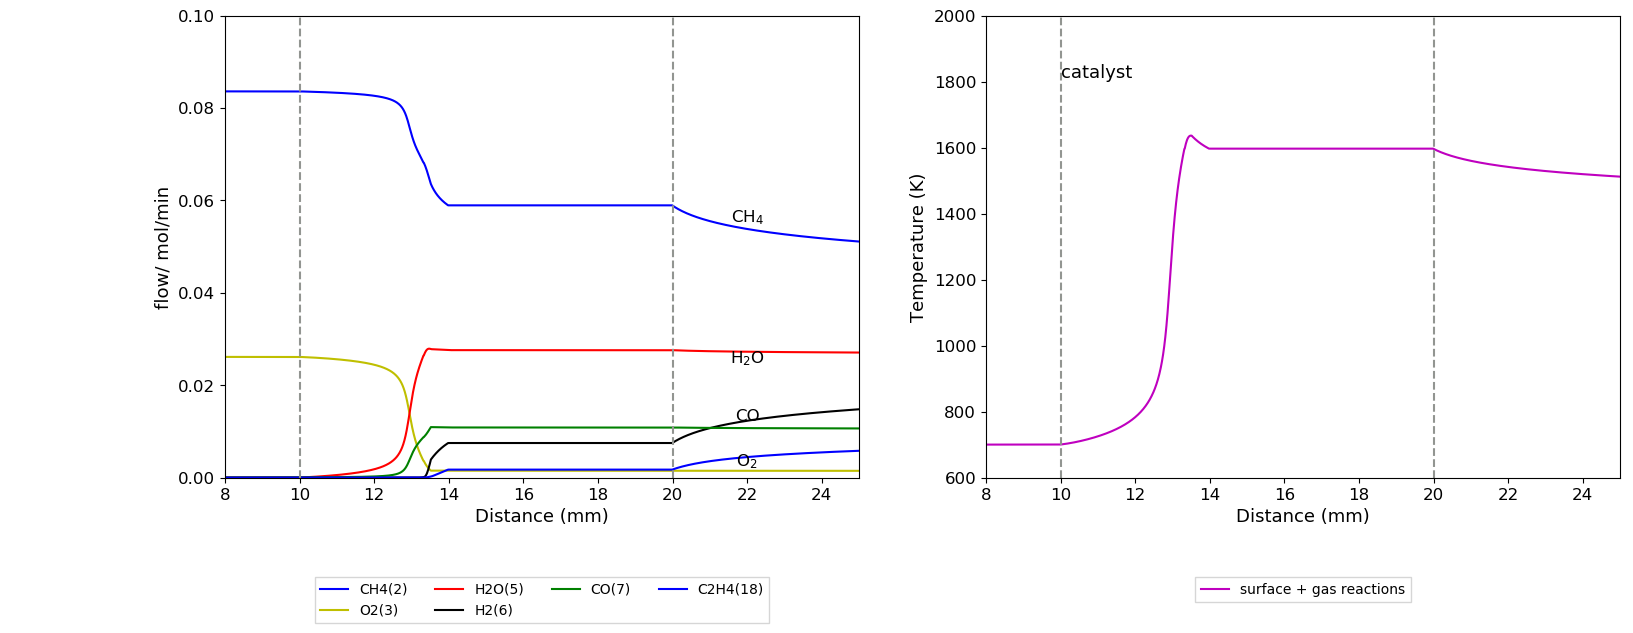 0.10
0.08
0.06
0.04
0.02
0.00
flow/ mol/min
CH₄
H₂O
CO
O₂
8 10 12 14 16 18 20 22 24
Distance (mm)
CH4(2) H2O(5) CO(7) C2H4(18)
O2(3) H2(6)
2000
1800
1600
1400
1200
1000
800
600
Temperature (K)
catalyst
8 10 12 14 16 18 20 22 24
Distance (mm)
surface + gas reactions